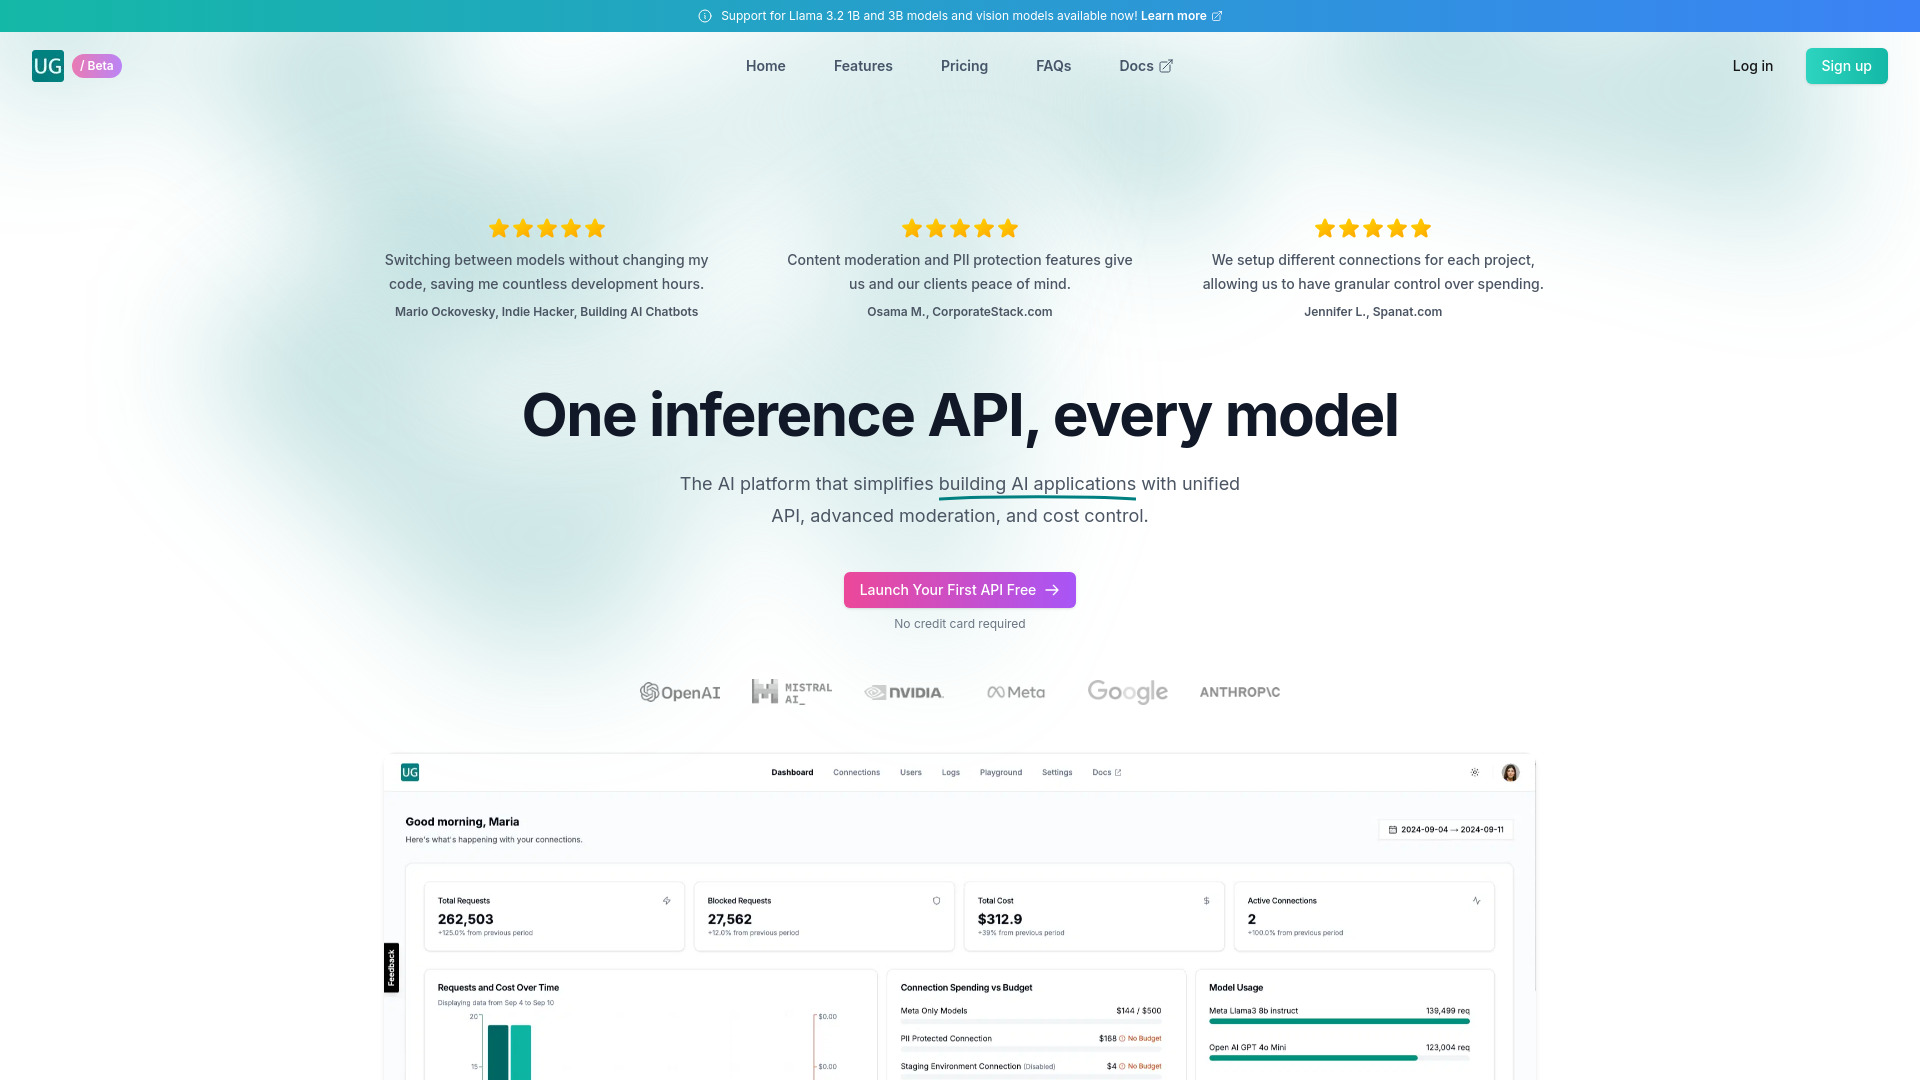 Support for Llama 3.2 1B and 3B models and vision models available now! Learn more
UG / Beta
Home Features Pricing FAQs Docs
Log in Sign up
Switching between models without changing my
code, saving me countless development hours.
Mario Ockovesky, Indie Hacker, Building AI Chatbots
Content moderation and PII protection features give
us and our clients peace of mind.
Osama M., CorporateStack.com
We setup different connections for each project,
allowing us to have granular control over spending.
Jennifer L., Spanat.com
One inference API, every model
The AI platform that simplifies building AI applications with unified
API, advanced moderation, and cost control.
Launch Your First API Free
No credit card required
OpenAI
MISTRAL
AI_
NVIDIA.
Meta
Google
ANTHROP\C
UG
Dashboard Connections Users Logs Playground Settings Docs
Good morning, Maria
Here's what's happening with your connections.
2024-09-04 → 2024-09-11
Total Requests
262,503
+125.0% from previous period
Blocked Requests
27,562
+12.0% from previous period
Total Cost
$312.9
+39% from previous period
Active Connections
2
+100.0% from previous period
Feedback
Requests and Cost Over Time
Displaying data from Sep 4 to Sep 10
20
$0.00
15
$0.00
Connection Spending vs Budget
Meta Only Models $144 / $500
PII Protected Connection $168 No Budget
Staging Environment Connection (Disabled) $4 No Budget
Model Usage
Meta Llama3 8b instruct 139,499 req
Open AI GPT 4o Mini 123,004 req